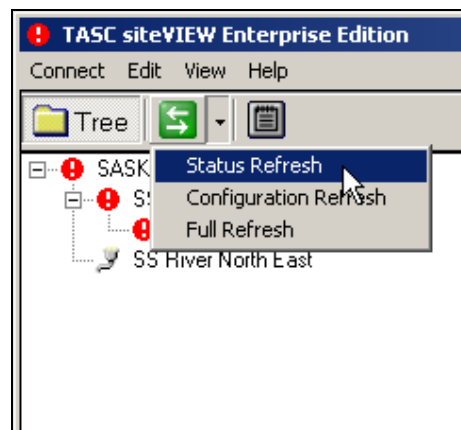 TASC siteVIEW Enterprise Edition
Connect Edit View Help
Tree
Status Refresh
SASK
Configuration Refresh
Full Refresh
SS River North East